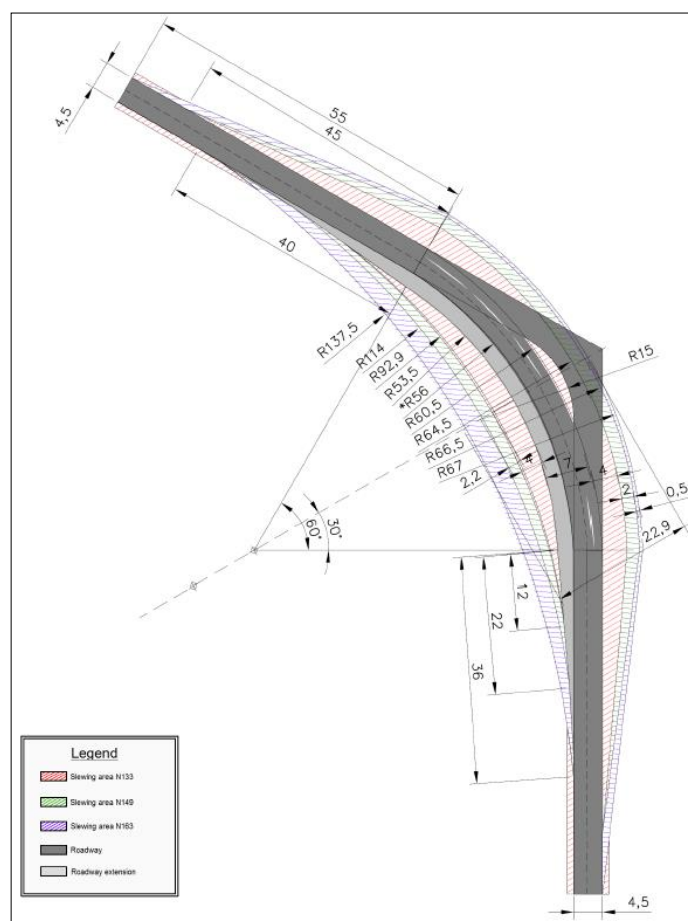 55
45
4,5
40
R137,5
R114
R92,9
R53,5
*R56
R60,5
R64,5
R66,5
R67
R15
2,2
4
7
4
2
0,5
22,9
60°
30°
12
22
36
4,5
Legend
Slewing area N133
Slewing area N149
Slewing area N163
Roadway
Roadway extension